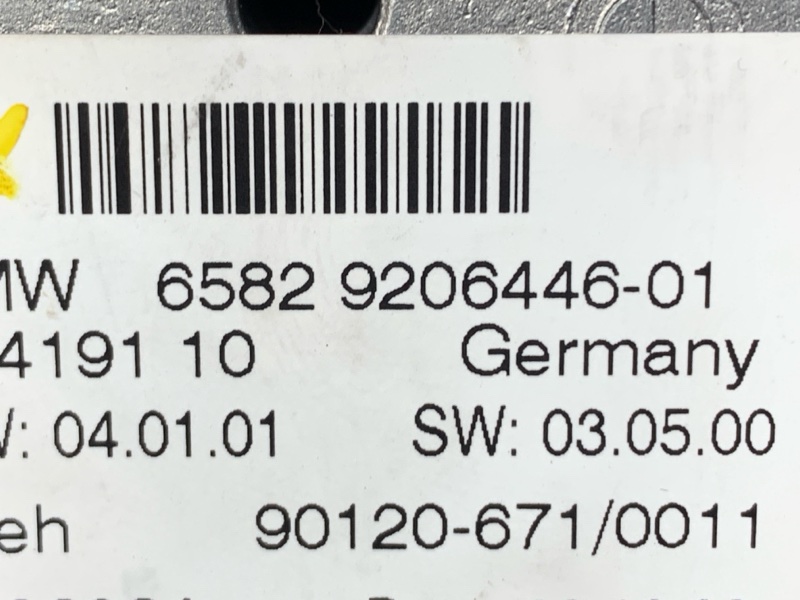 MW 6582 9206446-01
4191 10 Germany
W: 04.01.01 SW: 03.05.00
eh 90120-671/0011